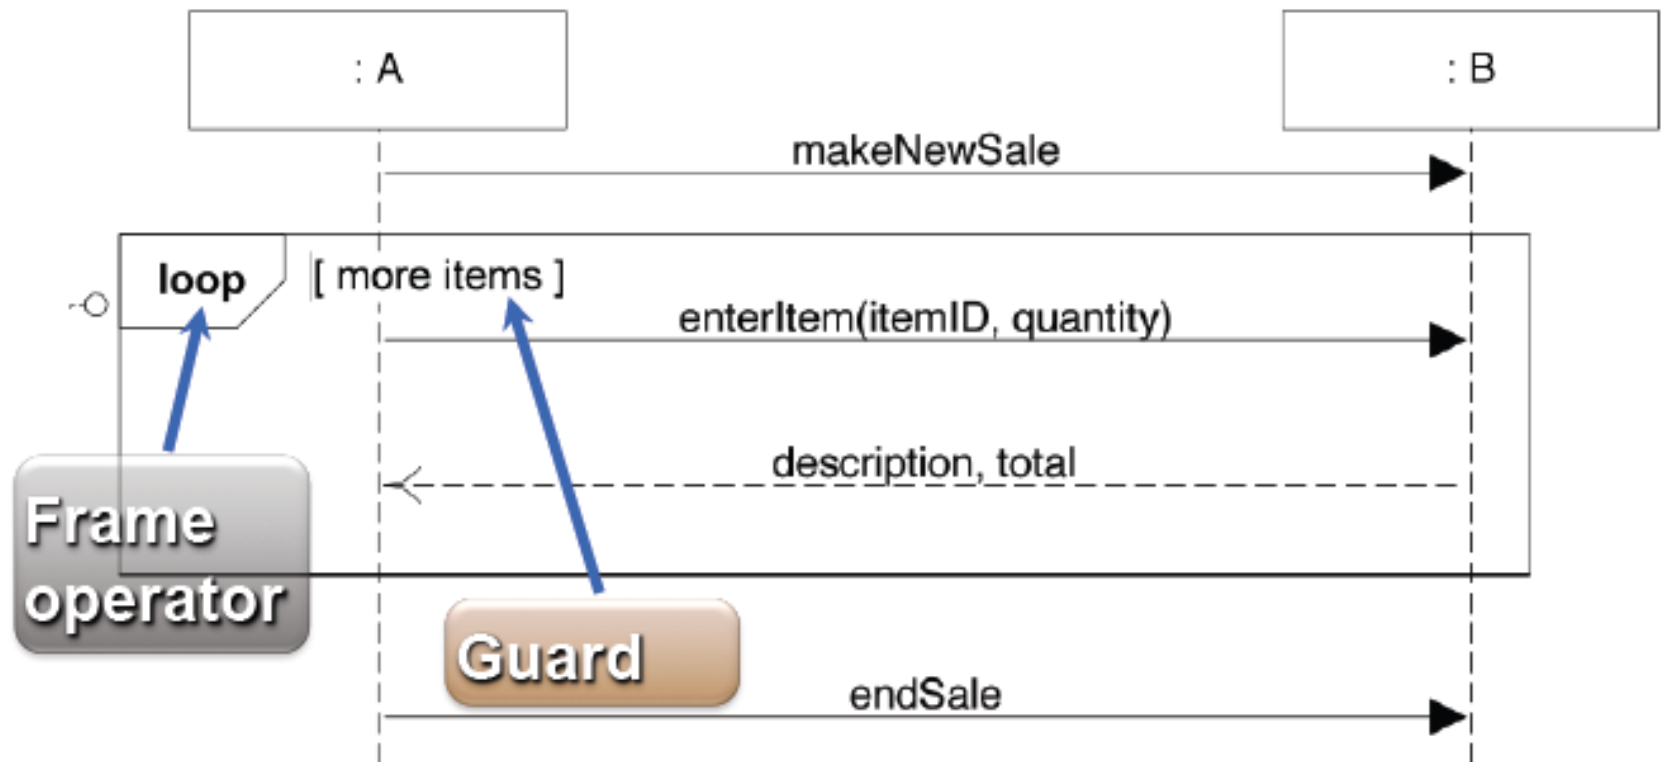 : A
: B
makeNewSale
loop
[ more items ]
enterItem(itemID, quantity)
description, total
Frame
operator
Guard
endSale